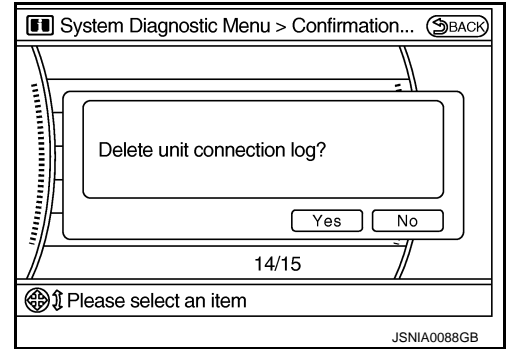 System Diagnostic Menu > Confirmation... BACK
Delete unit connection log?
Yes No
14/15
Please select an item
JSNIA0088GB